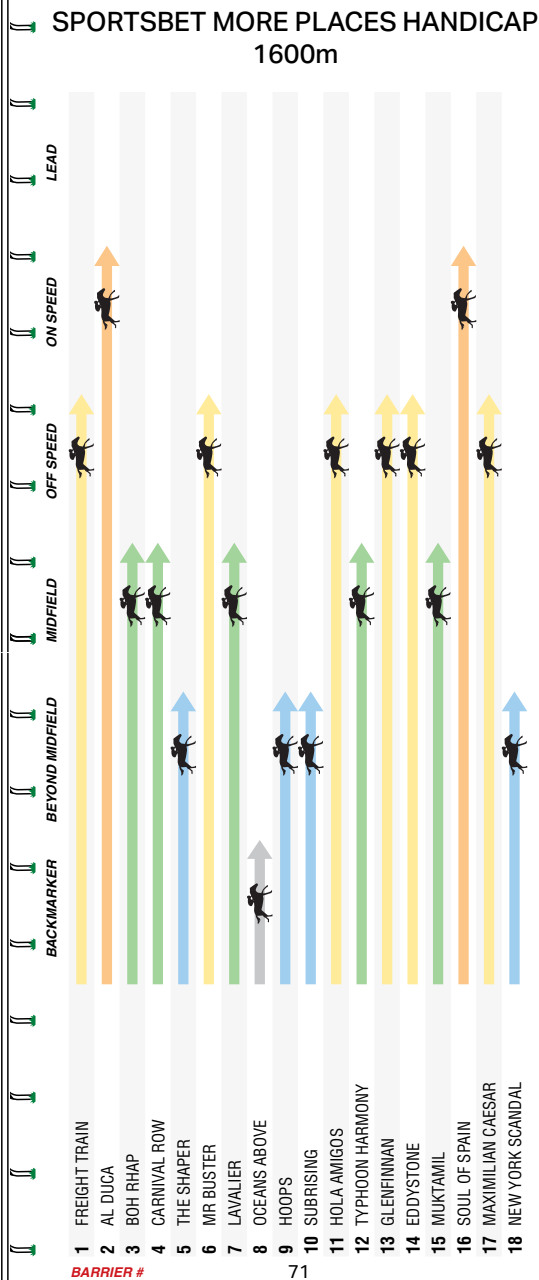 SPORTSBET MORE PLACES HANDICAP
1600m
LEAD
ON SPEED
OFF SPEED
MIDFIELD
BEYOND MIDFIELD
BACKMARKER
1 FREIGHT TRAIN
2 AL DUCA
3 BOH RHAP
4 CARNIVAL ROW
5 THE SHAPER
6 MR BUSTER
7 LAVALIER
8 OCEANS ABOVE
9 HOOPS
10 SUBRISING
11 HOLA AMIGOS
12 TYPHOON HARMONY
13 GLENFINNAN
14 EDDYSTONE
15 MUKTAMIL
16 SOUL OF SPAIN
17 MAXIMILIAN CAESAR
18 NEW YORK SCANDAL
BARRIER #
71